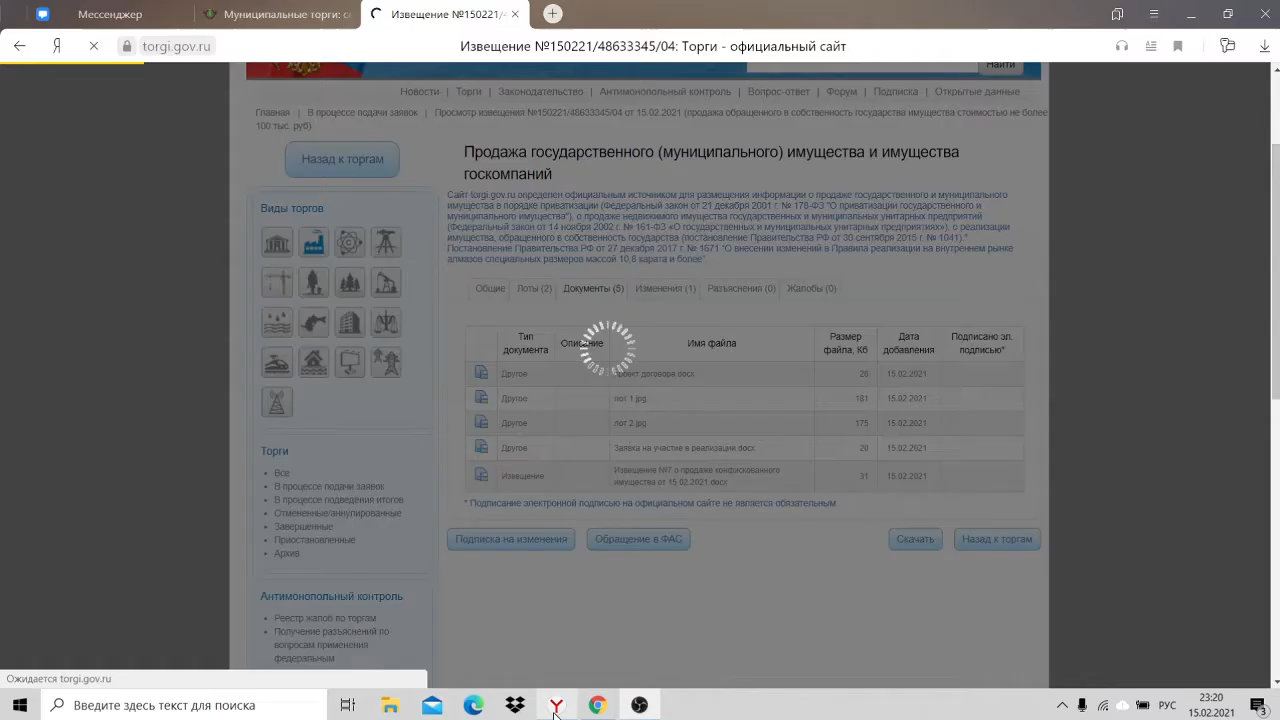 Мессенджер
Муниципальные торги: с
Извещение №150221/4
torgi.gov.ru
Извещение №150221/48633345/04: Торги - официальный сайт
Найти
Новости | Торги | Законодательство | Антимонопольный контроль | Вопрос-ответ | Форум | Подписка | Открытые данные
Главная | В процессе подачи заявок | Просмотр извещения №150221/48633345/04 от 15.02.2021 (продажа обращенного в собственность государства имущества стоимостью не более
100 тыс. руб)
Назад к торгам
Продажа государственного (муниципального) имущества и имущества
госкомпаний
Сайт torgi.gov.ru определен официальным источником для размещения информации о продаже государственного и муниципального
имущества в порядке приватизации (Федеральный закон от 21 декабря 2001 г. № 178-ФЗ "О приватизации государственного и
муниципального имущества"), о продаже недвижимого имущества государственных и муниципальных унитарных предприятий
(Федеральный закон от 14 ноября 2002 г. № 161-ФЗ «О государственных и муниципальных унитарных предприятиях»), о реализации
имущества, обращенного в собственность государства (постановление Правительства РФ от 30 сентября 2015 г. № 1041)."
Постановление Правительства РФ от 27 декабря 2017 г. № 1671 "О внесении изменений в Правила реализации на внутреннем рынке
алмазов специальных размеров массой 10,8 карата и более".
Виды торгов
Общие Лоты (2) Документы (5) Изменения (1) Разъяснения (0) Жалобы (0)
Тип документа Описание Имя файла Размер файла, Кб Дата добавления Подписано эл. подписью*
Другое проект договора.docx 28 15.02.2021
Другое лот 1.jpg 181 15.02.2021
Другое лот 2.jpg 175 15.02.2021
Другое Заявка на участие в реализации.docx 20 15.02.2021
Извещение Извещение №7 о продаже конфискованного
имущества от 15.02.2021.docx 31 15.02.2021
* Подписание электронной подписью на официальном сайте не является обязательным
Подписка на изменения Обращение в ФАС Скачать Назад к торгам
Торги
Все
В процессе подачи заявок
В процессе подведения итогов
Отмененные/аннулированные
Завершенные
Приостановленные
Архив
Антимонопольный контроль
Реестр жалоб по торгам
Получение разъяснений по
вопросам применения
федеральным
Ожидается torgi.gov.ru
Введите здесь текст для поиска
РУС
23:20
15.02.2021
3